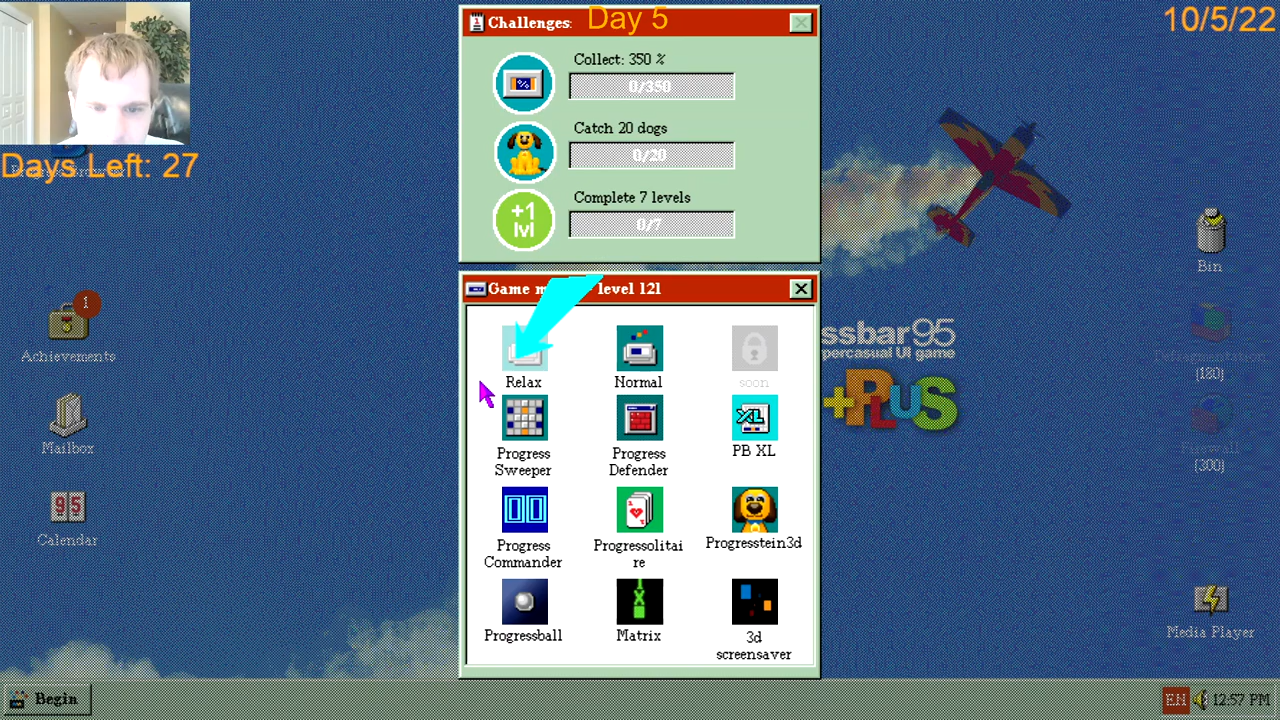 Challenges: Day 5
10/5/22
Collect: 350 %
0/350
Catch 20 dogs
0/20
Days Left: 27
Complete 7 levels
+1
lvl
0/7
Bin
Game m
level 121
1
Achievements
Relax
Normal
soon
ssbar95
percasual UI game
+PLUS
[120]
Mailbox
Progress
Sweeper
Progress
Defender
XL
PB XL
95
Calendar
Progress
Commander
Progressolitai
re
Progresstein3d
Progressball
Matrix
3d
screensaver
Media Player
Begin
EN
12:57 PM